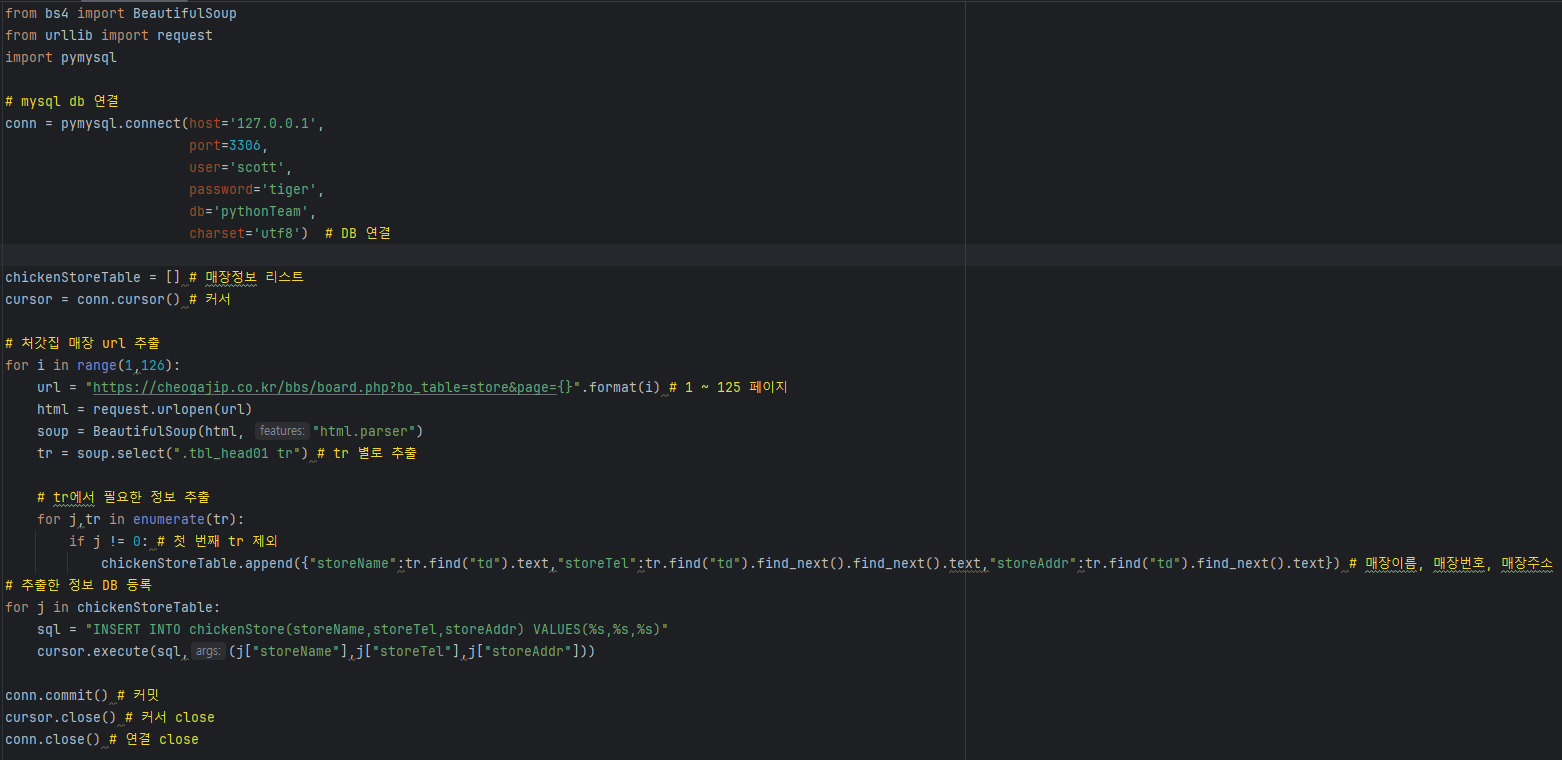 from bs4 import BeautifulSoup
from urllib import request
import pymysql
# mysql db 연결
conn = pymysql.connect(host='127.0.0.1',
port=3306,
user='scott',
password='tiger',
db='pythonTeam',
charset='utf8')  # DB 연결
chickenStoreTable = [] # 매장정보 리스트
cursor = conn.cursor() # 커서
# 처갓집 매장 url 추출
for i in range(1,126):
url = "https://cheogajip.co.kr/bbs/board.php?bo_table=store&page={}".format(i) # 1 ~ 125 페이지
html = request.urlopen(url)
soup = BeautifulSoup(html, features: "html.parser")
tr = soup.select(".tbl_head01 tr") # tr 별로 추출
# tr에서 필요한 정보 추출
for j,tr in enumerate(tr):
if j != 0: # 첫 번째 tr 제외
chickenStoreTable.append({"storeName":tr.find("td").text,"storeTel":tr.find("td").find_next().find_next().text,"storeAddr":tr.find("td").find_next().text}) # 매장이름, 매장번호, 매장주소
# 추출한 정보 DB 등록
for j in chickenStoreTable:
sql = "INSERT INTO chickenStore(storeName,storeTel,storeAddr) VALUES(%s,%s,%s)"
cursor.execute(sql, args: (j["storeName"],j["storeTel"],j["storeAddr"]))
conn.commit() # 커밋
cursor.close() # 커서 close
conn.close() # 연결 close